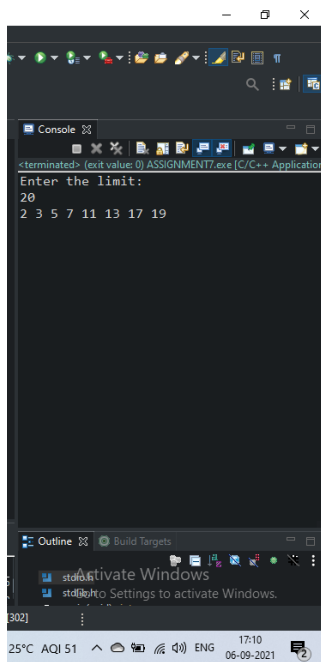 Console
<terminated> (exit value: 0) ASSIGNMENT7.exe [C/C++ Application
Enter the limit:
20
2 3 5 7 11 13 17 19
Outline
Build Targets
stdio.h
Activate Windows
stdlib.h
Go to Settings to activate Windows.
[302]
25°C AQI 51
ENG
17:10
06-09-2021
2